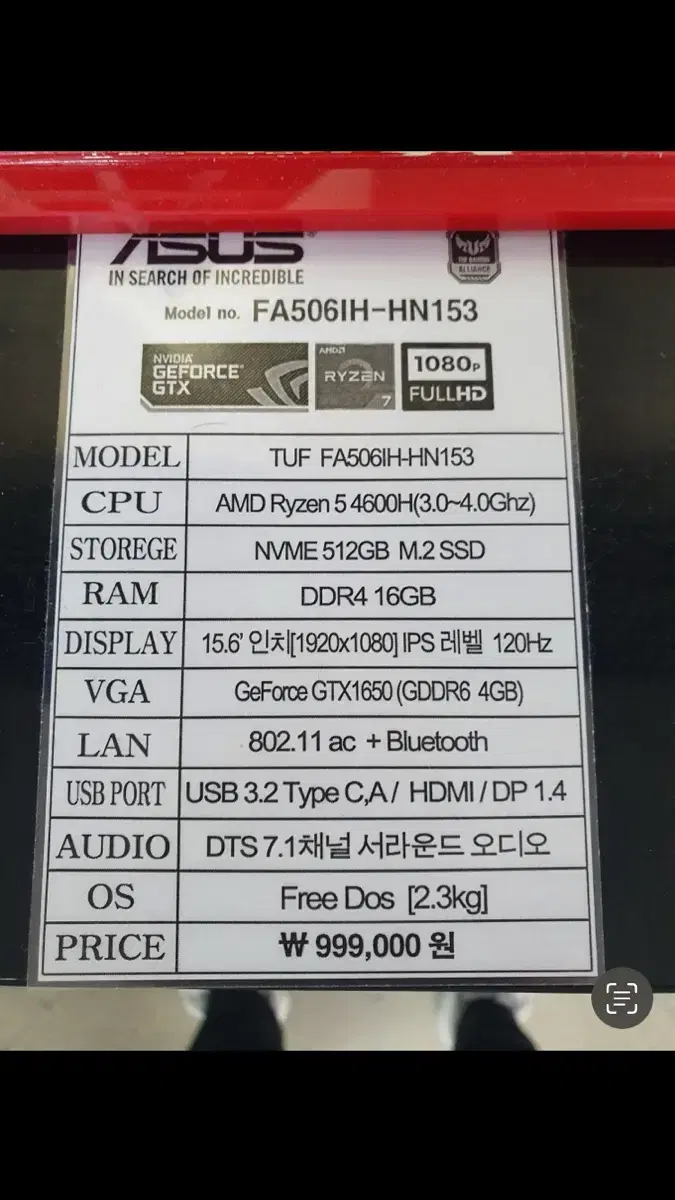 ASUS
IN SEARCH OF INCREDIBLE
TUF GAMING
ALLIANCE
Model no. FA506IH-HN153
NVIDIA
GEFORCE
GTX
AMD
RYZEN
7
1080p
FULLHD
MODEL TUF FA506IH-HN153
CPU AMD Ryzen 5 4600H(3.0~4.0Ghz)
STOREGE NVME 512GB M.2 SSD
RAM DDR4 16GB
DISPLAY 15.6' 인치[1920x1080] IPS 레벨 120Hz
VGA GeForce GTX1650 (GDDR6 4GB)
LAN 802.11 ac + Bluetooth
USB PORT USB 3.2 Type C,A / HDMI / DP 1.4
AUDIO DTS 7.1채널 서라운드 오디오
OS Free Dos [2.3kg]
PRICE ₩ 999,000 원